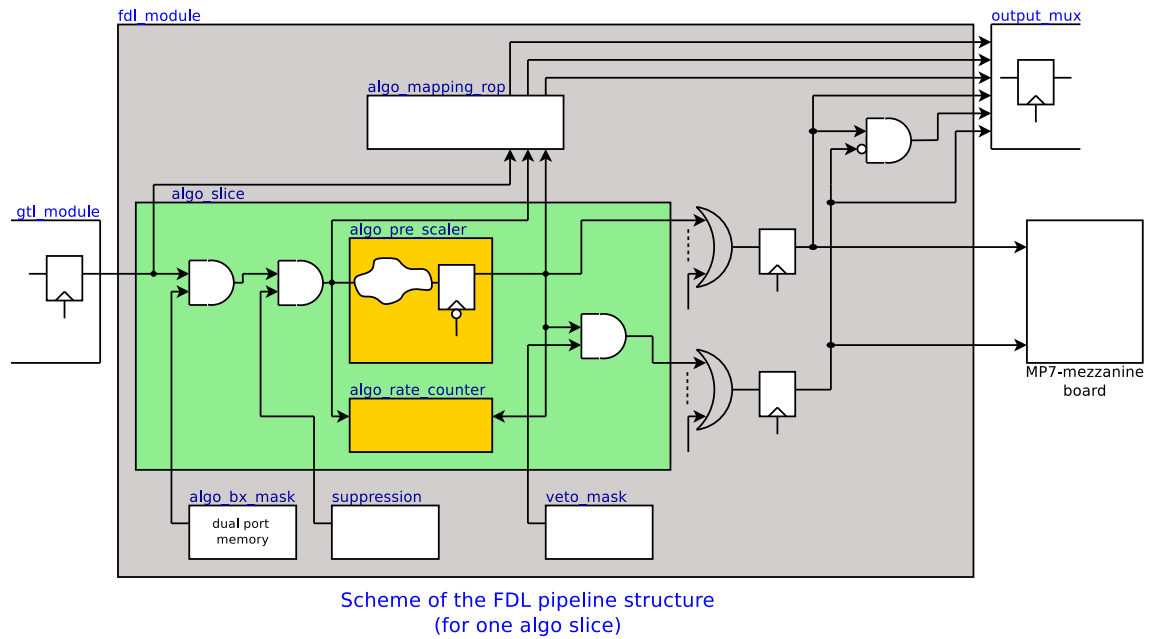 fdl_module
output_mux
algo_mapping_rop
algo_slice
gtl_module
algo_pre_scaler
algo_rate_counter
MP7-mezzanine
board
algo_bx_mask
suppression
veto_mask
dual port
memory
Scheme of the FDL pipeline structure
(for one algo slice)